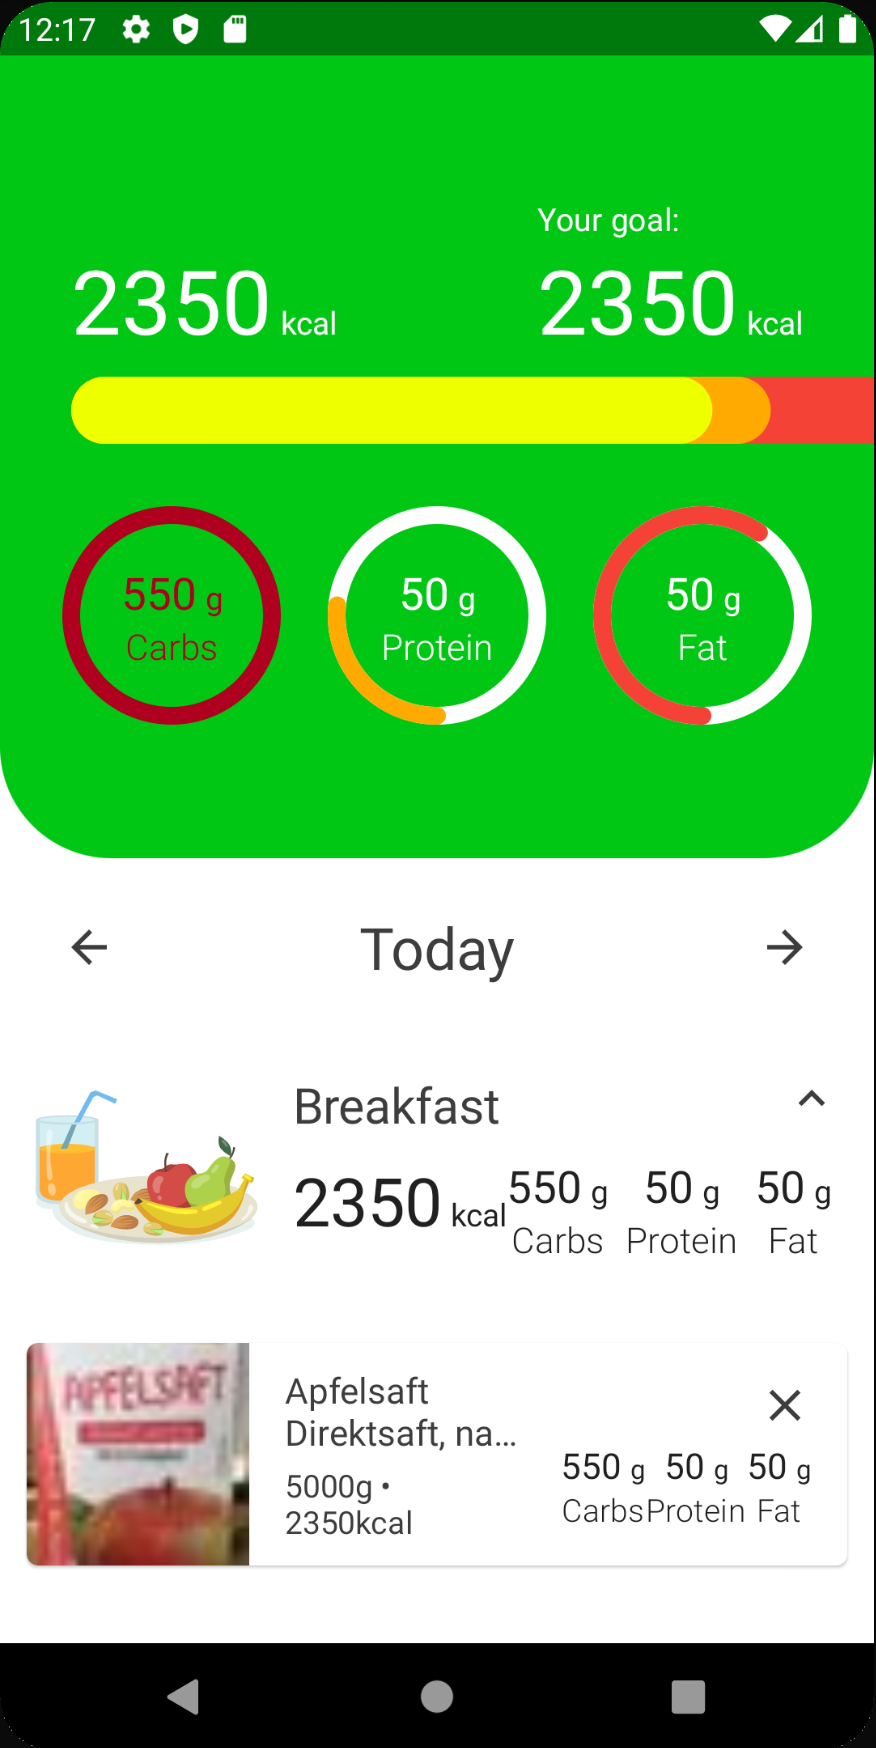 12:17
Your goal:
2350 kcal
2350 kcal
550 g
Carbs
50 g
Protein
50 g
Fat
Today
Breakfast
2350 kcal
550 g 50 g 50 g
Carbs Protein Fat
APFELSAFT
Apfelsaft
Direktsaft, na...
5000g •
2350kcal
550 g 50 g 50 g
Carbs Protein Fat